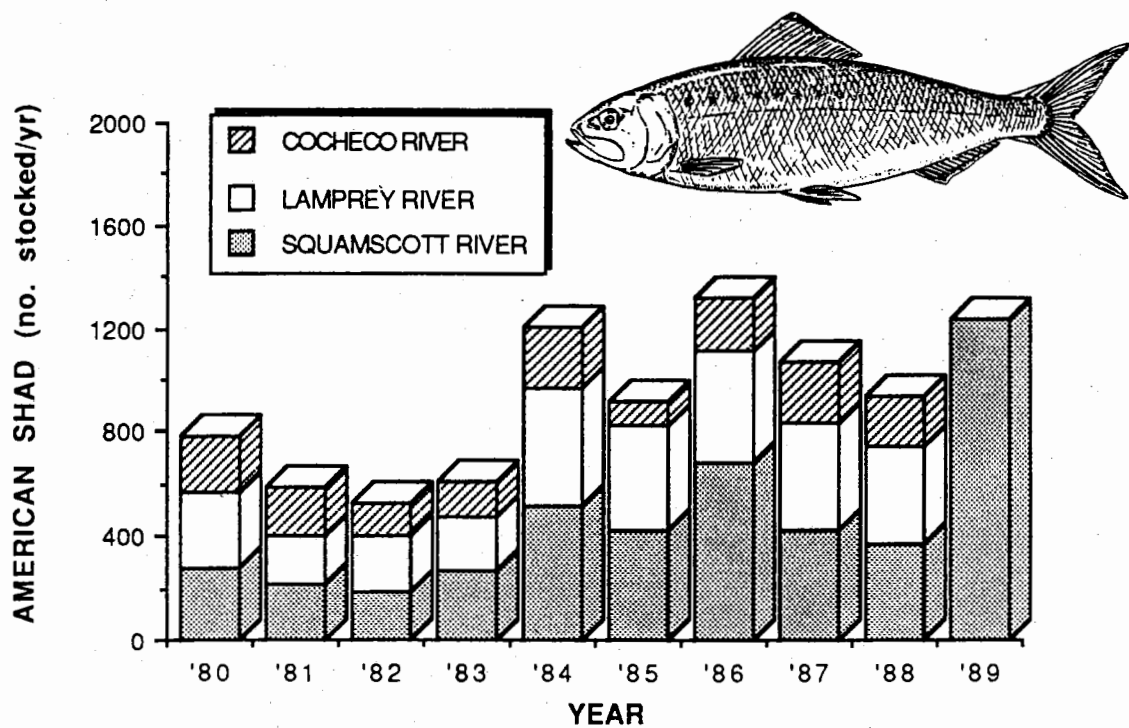 AMERICAN SHAD (no. stocked/yr)
2000
1600
1200
800
400
0
COCHECO RIVER
LAMPREY RIVER
SQUAMSCOTT RIVER
'80 '81 '82 '83 '84 '85 '86 '87 '88 '89
YEAR